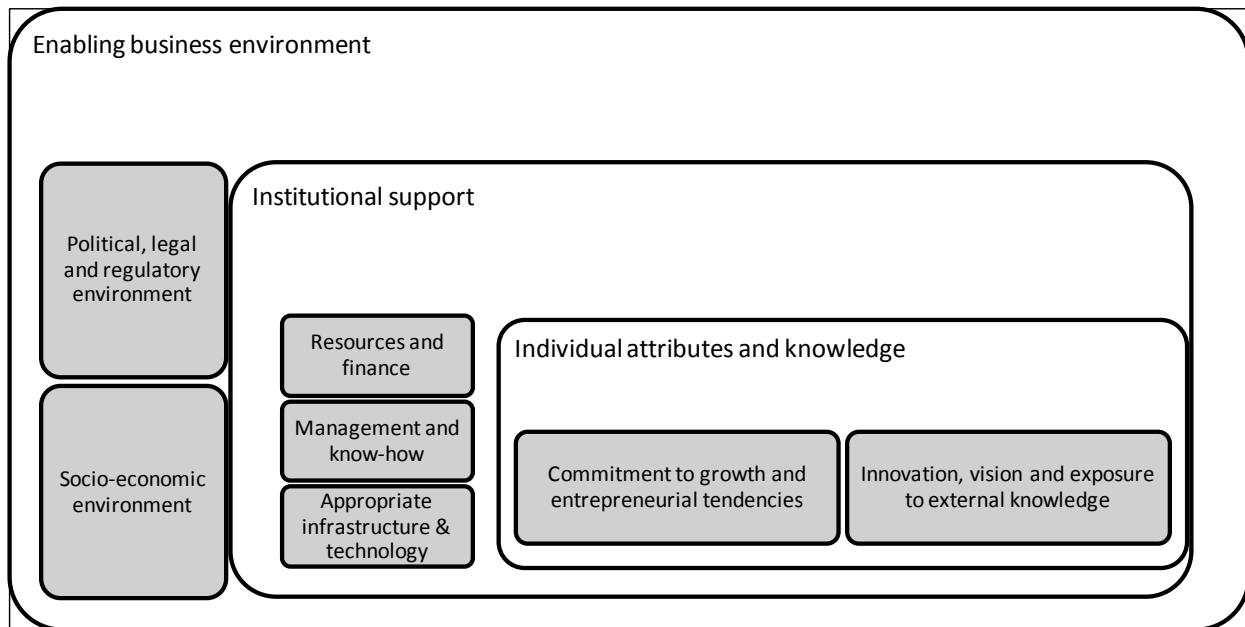 Enabling business environment
Political, legal
and regulatory
environment
Socio-economic
environment
Institutional support
Resources and
finance
Management and
know-how
Appropriate
infrastructure &
technology
Individual attributes and knowledge
Commitment to growth and
entrepreneurial tendencies
Innovation, vision and exposure
to external knowledge